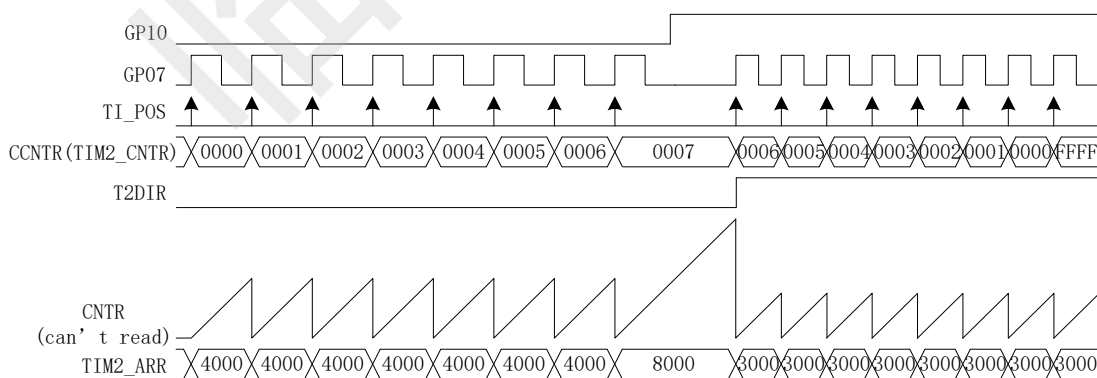 GP10
GP07
TI_POS
CCNTR(TIM2_CNTR) 0000 0001 0002 0003 0004 0005 0006 0007 0006 0005 0004 0003 0002 0001 0000 FFFF
T2DIR
CNTR
(can't read)
TIM2_ARR 4000 4000 4000 4000 4000 4000 4000 8000 3000 3000 3000 3000 3000 3000 3000 3000